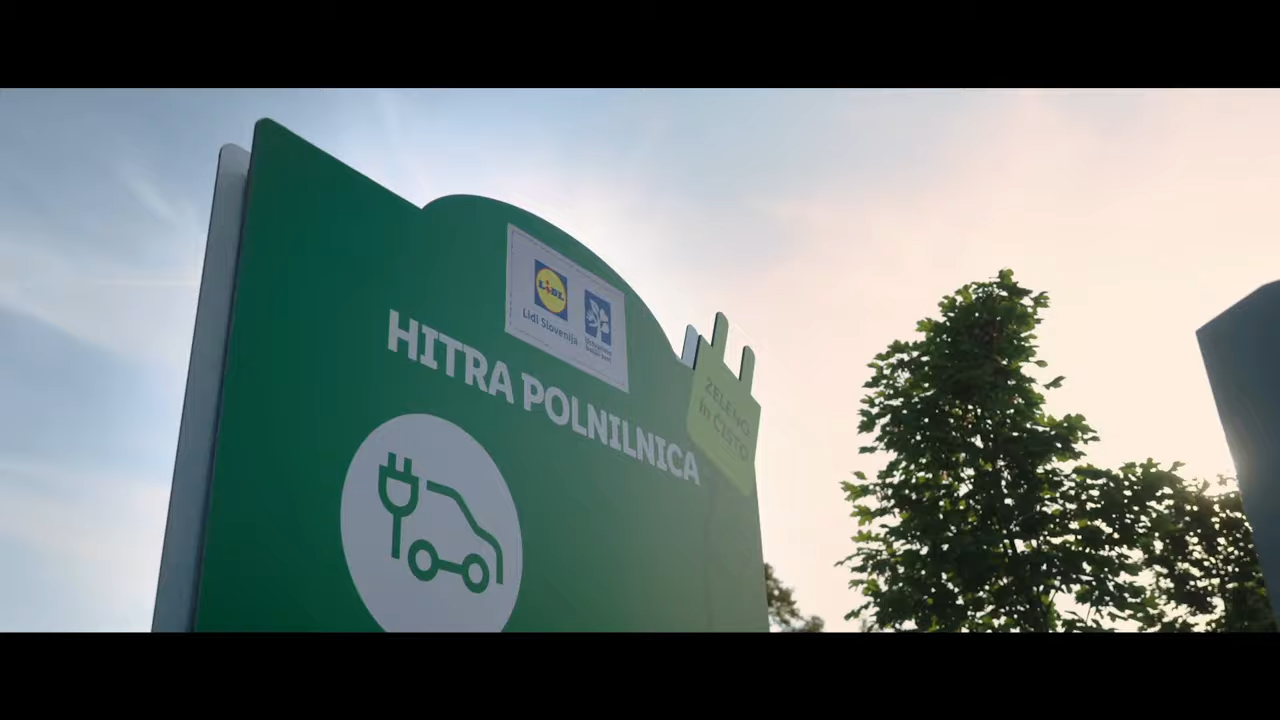 LIDL
Lidl Slovenija
HITRA POLNILNICA
ZELENO
in ČISTO